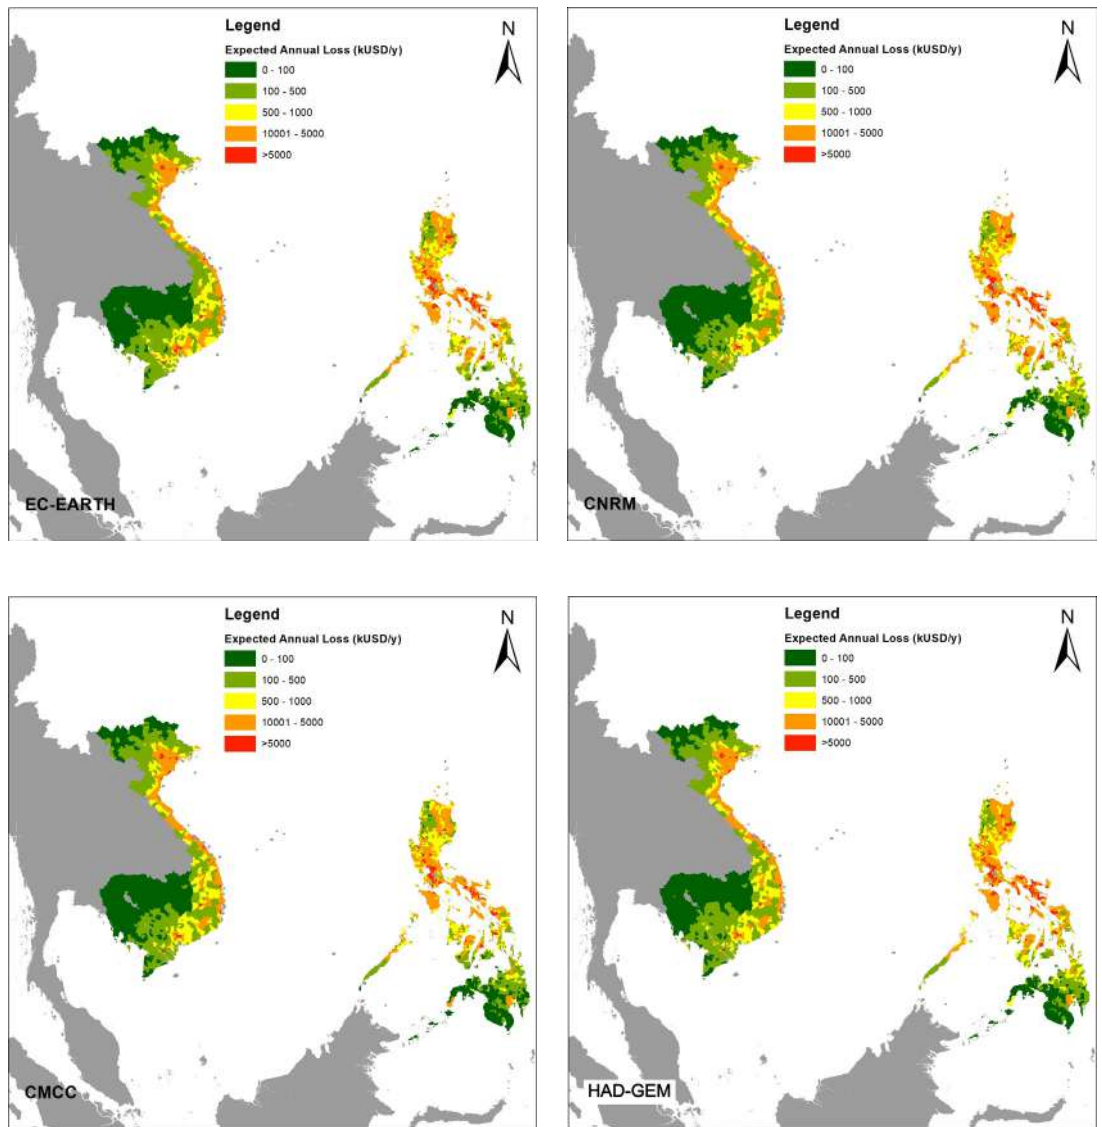 Legend
N
Expected Annual Loss (kUSD/y)
0 - 100
100 - 500
500 - 1000
10001 - 5000
>5000
EC-EARTH
Legend
N
Expected Annual Loss (kUSD/y)
0 - 100
100 - 500
500 - 1000
10001 - 5000
>5000
CNRM
Legend
N
Expected Annual Loss (kUSD/y)
0 - 100
100 - 500
500 - 1000
10001 - 5000
>5000
CMCC
Legend
N
Expected Annual Loss (kUSD/y)
0 - 100
100 - 500
500 - 1000
10001 - 5000
>5000
HAD-GEM